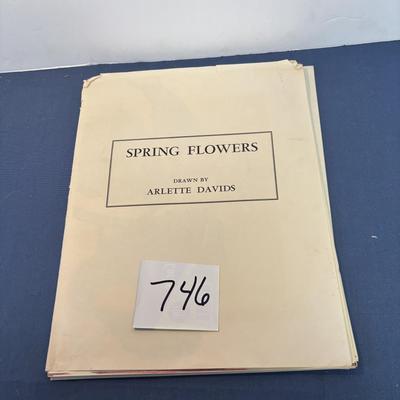 SPRING FLOWERS
DRAWN BY
ARLETTE DAVIDS
746